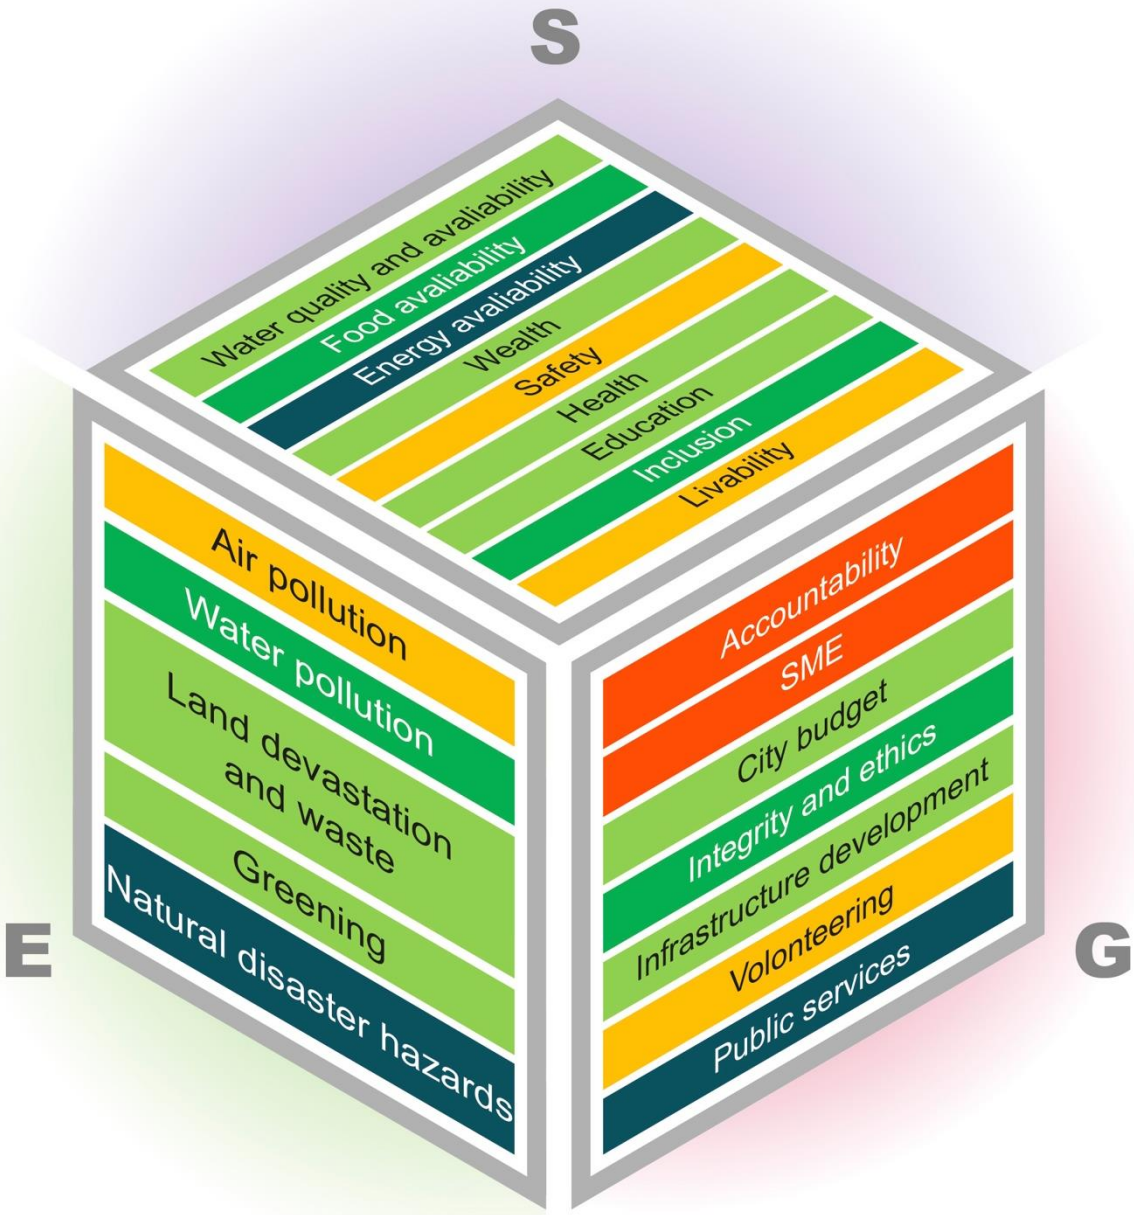 S
Water quality and avaliability
Food avaliability
Energy avaliability
Wealth
Safety
Health
Education
Inclusion
Livability
E
Air pollution
Water pollution
Land devastation
and waste
Greening
Natural disaster hazards
G
Accountability
SME
City budget
Integrity and ethics
Infrastructure development
Volonteering
Public services